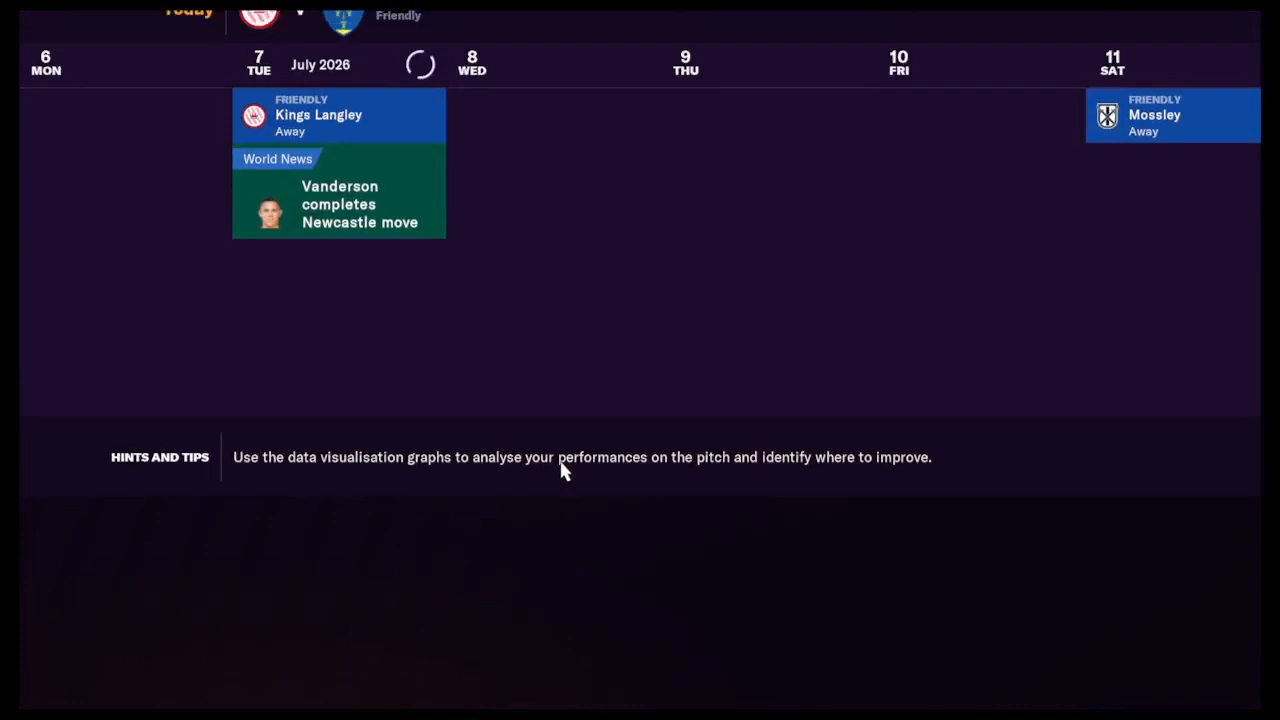 Today
v
Friendly
6
MON
7
TUE
July 2026
8
WED
9
THU
10
FRI
11
SAT
FRIENDLY
Kings Langley
Away
World News
Vanderson
completes
Newcastle move
FRIENDLY
Mossley
Away
HINTS AND TIPS
Use the data visualisation graphs to analyse your performances on the pitch and identify where to improve.